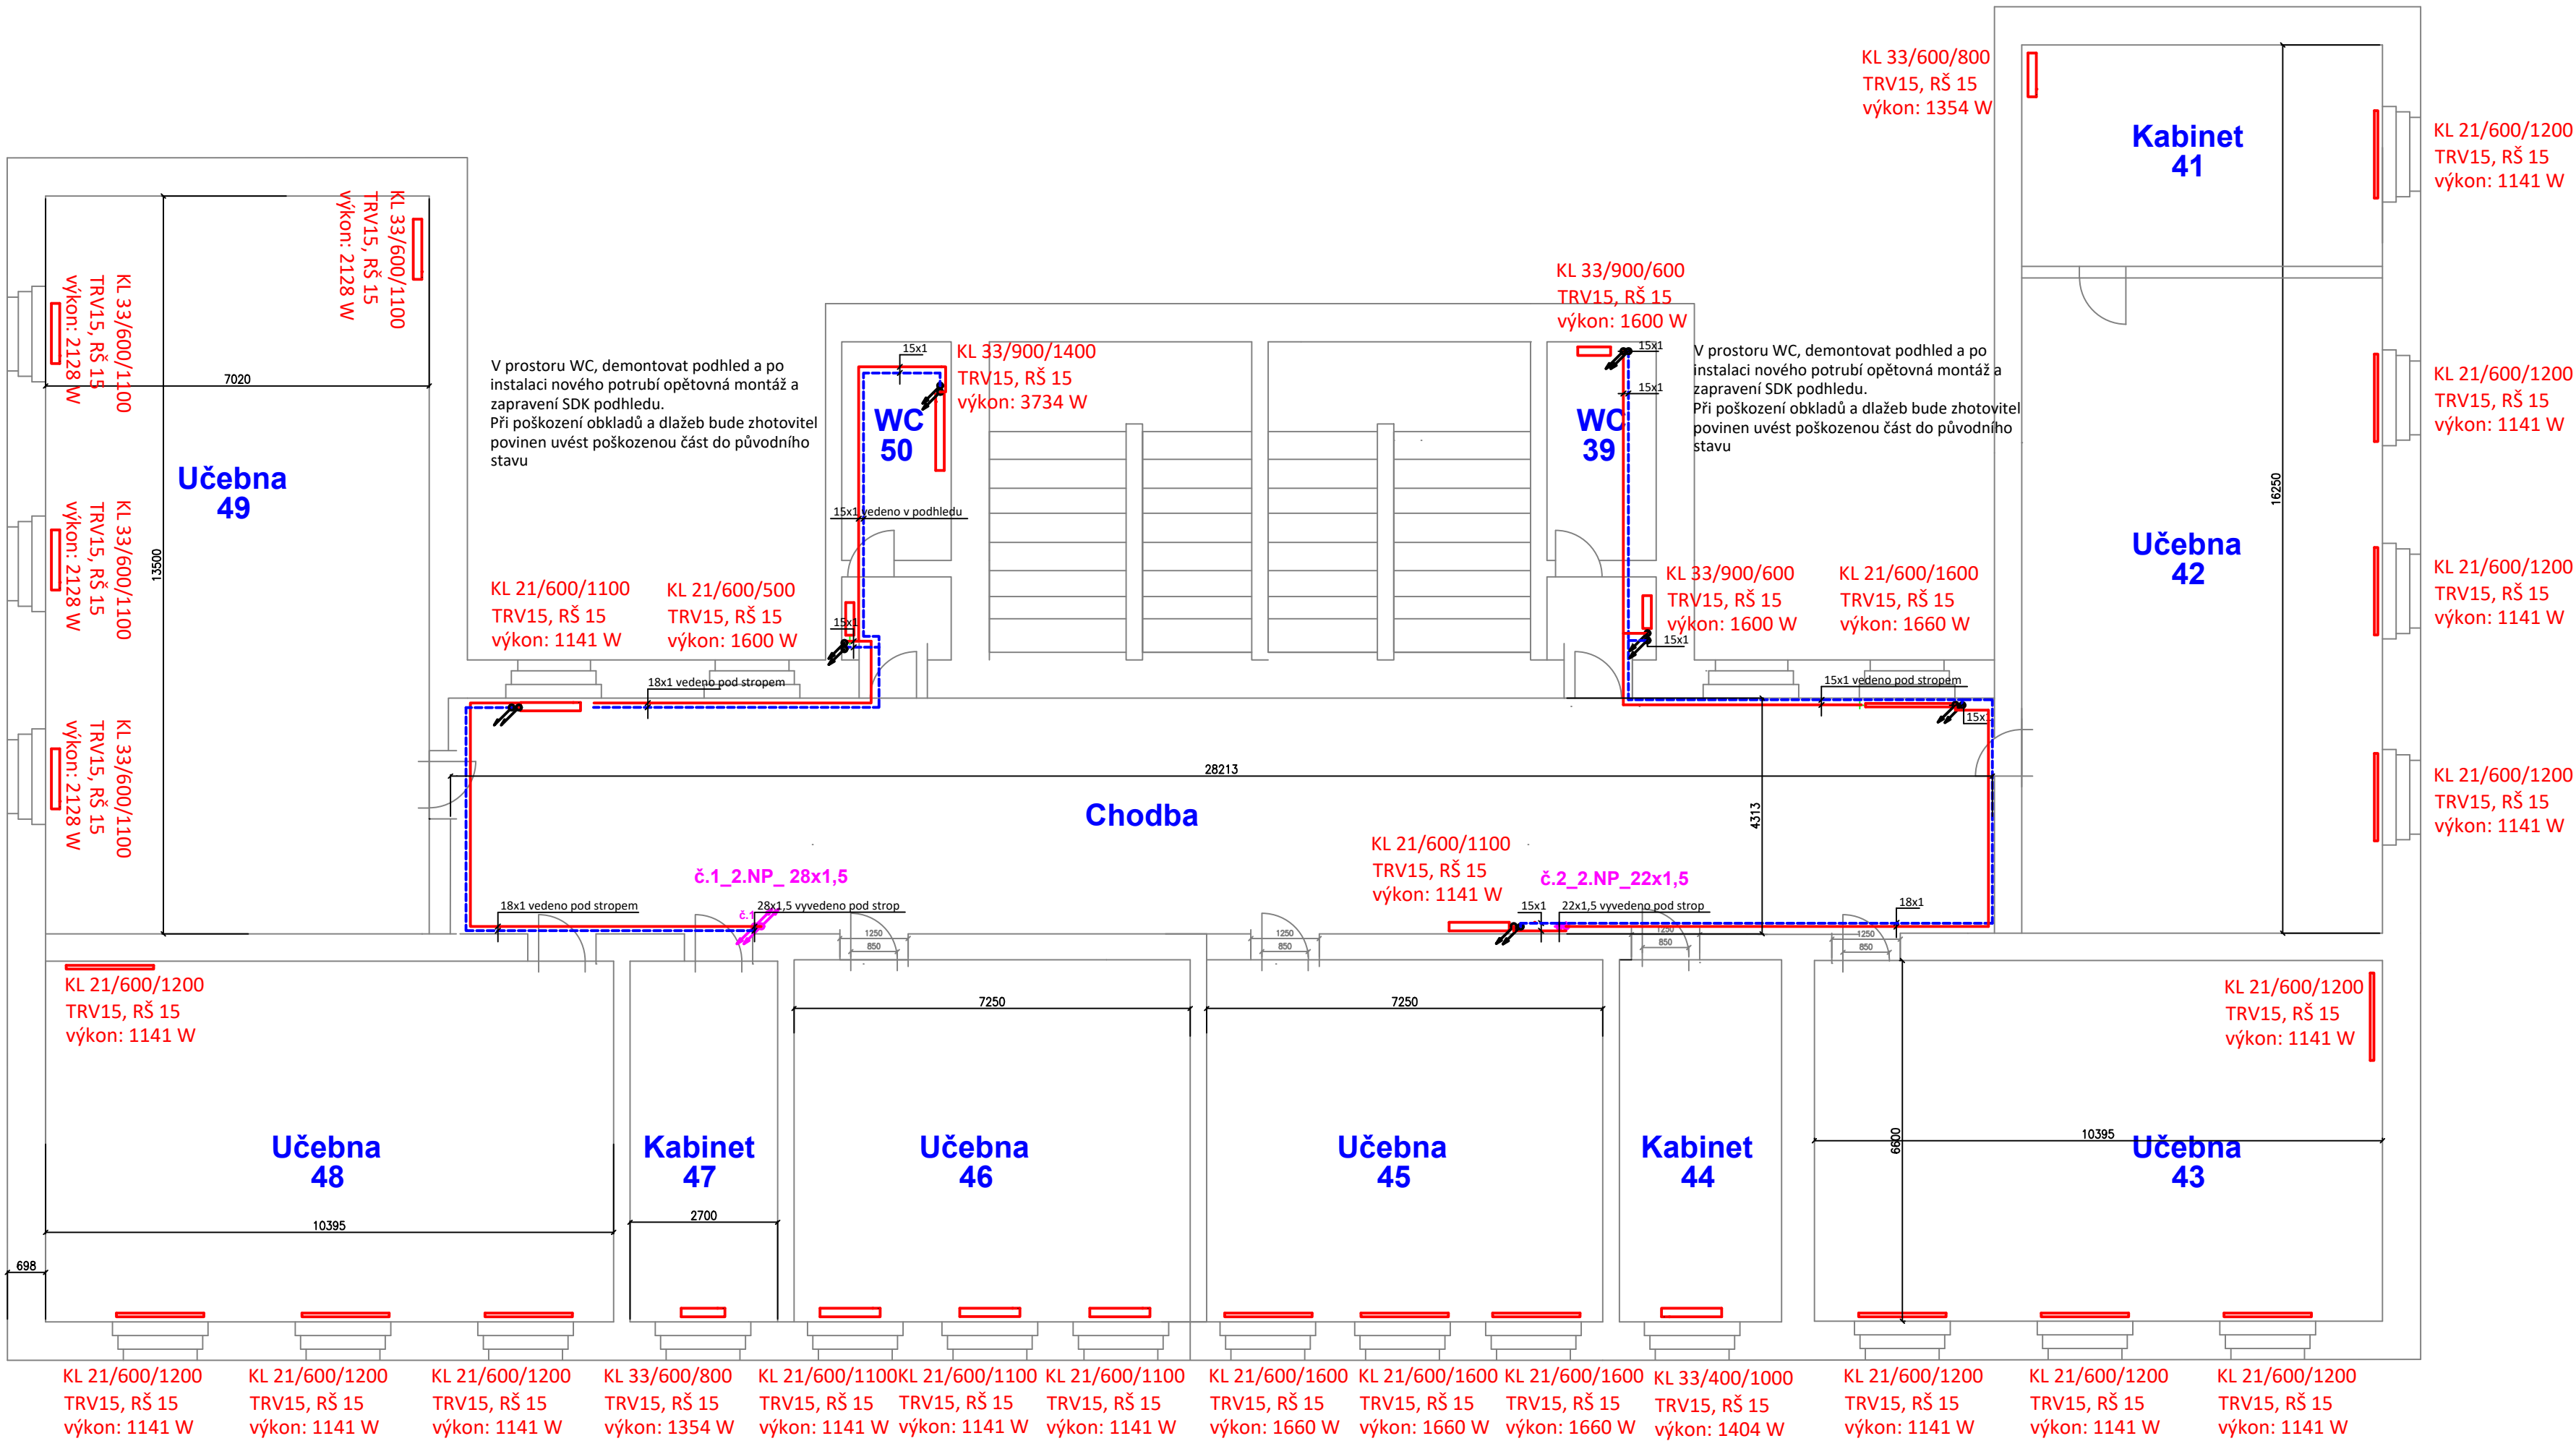 KL 33/600/800
TRV15, RŠ 15
výkon: 1354 W
Kabinet
41
KL 21/600/1200
TRV15, RŠ 15
výkon: 1141 W
KL 33/600/1100
TRV15, RŠ 15
výkon: 2128 W
KL 33/600/1100
TRV15, RŠ 15
výkon: 2128 W
7020
V prostoru WC, demontovat podhled a po
instalaci nového potrubí opětovná montáž a
zapravení SDK podhledu.
Při poškození obkladů a dlažeb bude zhotovitel
povinen uvést poškozenou část do původního
stavu
15x1
KL 33/900/1400
TRV15, RŠ 15
výkon: 3734 W
WC
50
KL 33/900/600
TRV15, RŠ 15
výkon: 1600 W
15x1
15x1
WC
39
V prostoru WC, demontovat podhled a po
instalaci nového potrubí opětovná montáž a
zapravení SDK podhledu.
Při poškození obkladů a dlažeb bude zhotovitel
povinen uvést poškozenou část do původního
stavu
KL 21/600/1200
TRV15, RŠ 15
výkon: 1141 W
Učebna
49
13500
KL 33/600/1100
TRV15, RŠ 15
výkon: 2128 W
15x1 vedeno v podhledu
16250
Učebna
42
KL 21/600/1200
TRV15, RŠ 15
výkon: 1141 W
KL 21/600/1100
TRV15, RŠ 15
výkon: 1141 W
KL 21/600/500
TRV15, RŠ 15
výkon: 1600 W
15x1
KL 33/900/600
TRV15, RŠ 15
výkon: 1600 W
15x1
KL 21/600/1600
TRV15, RŠ 15
výkon: 1660 W
18x1 vedeno pod stropem
15x1 vedeno pod stropem
15x1
KL 33/600/1100
TRV15, RŠ 15
výkon: 2128 W
28213
Chodba
4313
KL 21/600/1200
TRV15, RŠ 15
výkon: 1141 W
KL 21/600/1100
TRV15, RŠ 15
výkon: 1141 W
č.1_2.NP_ 28x1,5
č.2_2.NP_22x1,5
18x1 vedeno pod stropem
č.1
28x1,5 vyvedeno pod strop
15x1
22x1,5 vyvedeno pod strop
18x1
1250
850
1250
850
1250
850
1250
850
KL 21/600/1200
TRV15, RŠ 15
výkon: 1141 W
7250
7250
KL 21/600/1200
TRV15, RŠ 15
výkon: 1141 W
Učebna
48
Kabinet
47
Učebna
46
Učebna
45
Kabinet
44
6600
10395
Učebna
43
10395
2700
698
KL 21/600/1200
TRV15, RŠ 15
výkon: 1141 W
KL 21/600/1200
TRV15, RŠ 15
výkon: 1141 W
KL 21/600/1200
TRV15, RŠ 15
výkon: 1141 W
KL 33/600/800
TRV15, RŠ 15
výkon: 1354 W
KL 21/600/1100
TRV15, RŠ 15
výkon: 1141 W
KL 21/600/1100
TRV15, RŠ 15
výkon: 1141 W
KL 21/600/1100
TRV15, RŠ 15
výkon: 1141 W
KL 21/600/1600
TRV15, RŠ 15
výkon: 1660 W
KL 21/600/1600
TRV15, RŠ 15
výkon: 1660 W
KL 21/600/1600
TRV15, RŠ 15
výkon: 1660 W
KL 33/400/1000
TRV15, RŠ 15
výkon: 1404 W
KL 21/600/1200
TRV15, RŠ 15
výkon: 1141 W
KL 21/600/1200
TRV15, RŠ 15
výkon: 1141 W
KL 21/600/1200
TRV15, RŠ 15
výkon: 1141 W